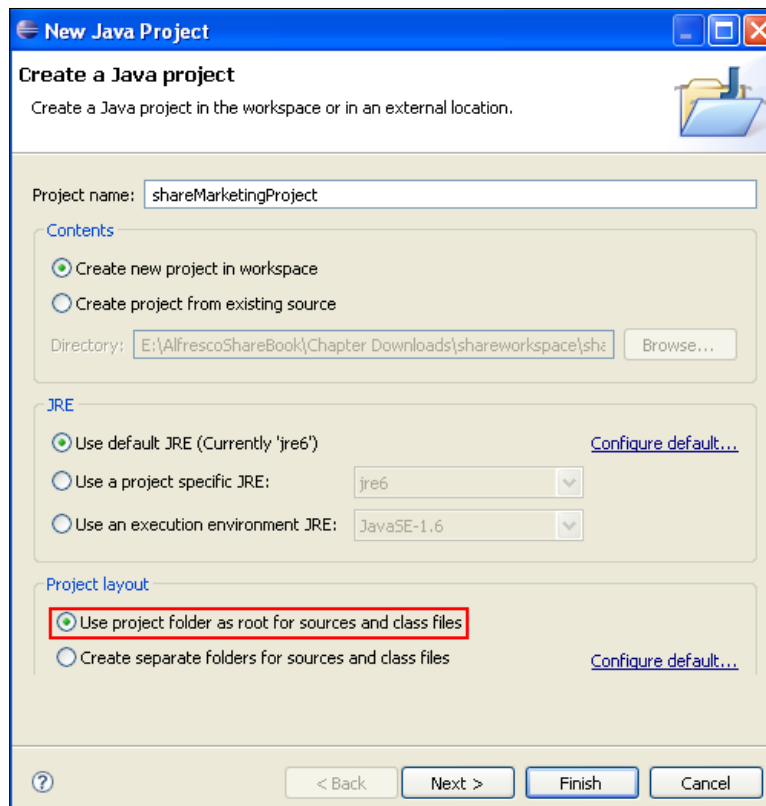 New Java Project
Create a Java project
Create a Java project in the workspace or in an external location.
Project name: shareMarketingProject
Contents
Create new project in workspace
Create project from existing source
Directory: E:\AlfrescoShareBook\Chapter Downloads\shareworkspace\sha Browse...
JRE
Use default JRE (Currently 'jre6') Configure default...
Use a project specific JRE: jre6
Use an execution environment JRE: JavaSE-1.6
Project layout
Use project folder as root for sources and class files
Create separate folders for sources and class files Configure default...
? < Back Next > Finish Cancel